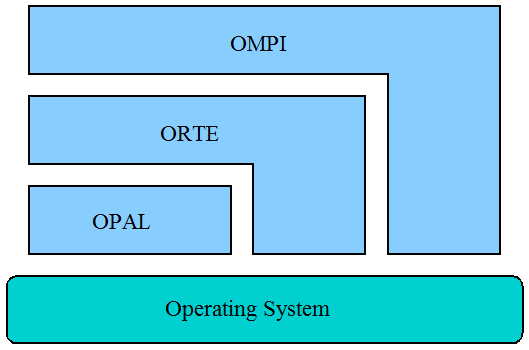 OMPI
ORTE
OPAL
Operating System